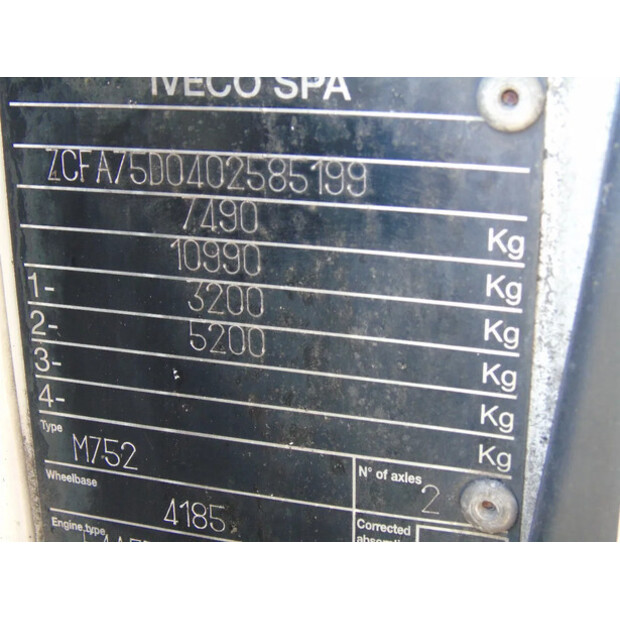 IVECO SPA
ZCFA75D0402585199
7490 Kg
10990 Kg
1- 3200 Kg
2- 5200 Kg
3- Kg
4- Kg
Type M752
N° of axles 2
Wheelbase 4185
Engine type
Corrected